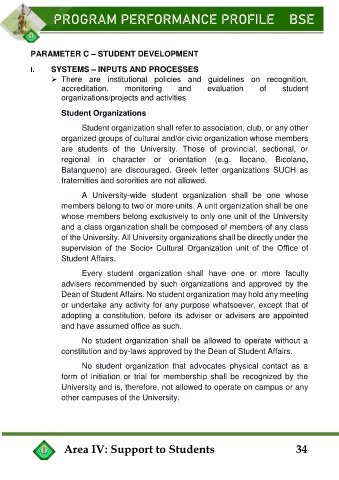 PROGRAM PERFORMANCE PROFILE BSE
PARAMETER C – STUDENT DEVELOPMENT
I. SYSTEMS – INPUTS AND PROCESSES
➢ There are institutional policies and guidelines on recognition,
accreditation, monitoring and evaluation of student
organizations/projects and activities
Student Organizations
Student organization shall refer to association, club, or any other
organized groups of cultural and/or civic organization whose members
are students of the University. Those of provincial, sectional, or
regional in character or orientation (e.g. Ilocano, Bicolano,
Batangueno) are discouraged. Greek letter organizations SUCH as
fraternities and sororities are not allowed.
A University-wide student organization shall be one whose
members belong to two or more units. A unit organization shall be one
whose members belong exclusively to only one unit of the University
and a class organization shall be composed of members of any class
of the University. All University organizations shall be directly under the
supervision of the Socio• Cultural Organization unit of the Office of
Student Affairs.
Every student organization shall have one or more faculty
advisers recommended by such organizations and approved by the
Dean of Student Affairs. No student organization may hold any meeting
or undertake any activity for any purpose whatsoever, except that of
adopting a constitution, before its adviser or advisers are appointed
and have assumed office as such.
No student organization shall be allowed to operate without a
constitution and by-laws approved by the Dean of Student Affairs.
No student organization that advocates physical contact as a
form of initiation or trial for membership shall be recognized by the
University and is, therefore, not allowed to operate on campus or any
other campuses of the University.
Area IV: Support to Students 34